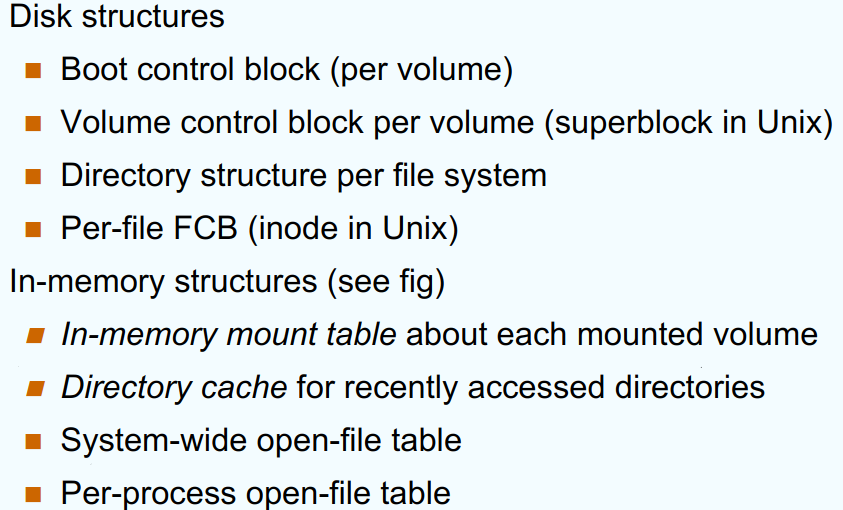 Disk structures
Boot control block (per volume)
Volume control block per volume (superblock in Unix)
Directory structure per file system
Per-file FCB (inode in Unix)
In-memory structures (see fig)
In-memory mount table about each mounted volume
Directory cache for recently accessed directories
System-wide open-file table
Per-process open-file table